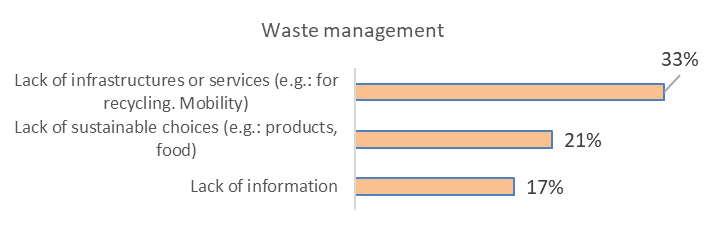 Waste management
33%
Lack of infrastructures or services (e.g.: for
recycling. Mobility)
Lack of sustainable choices (e.g.: products,
food)
21%
Lack of information
17%